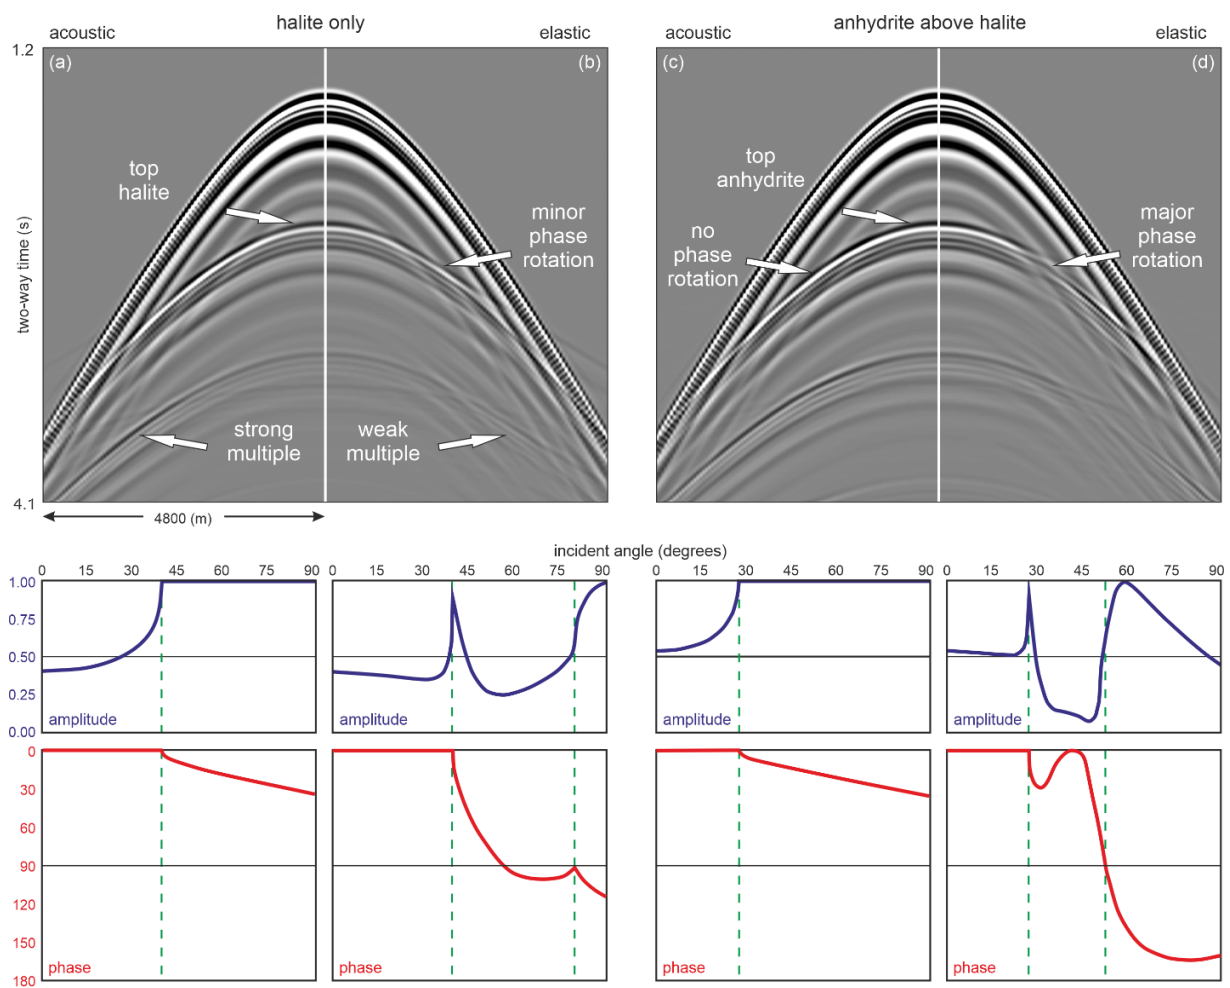 halite only
anhydrite above halite
acoustic
elastic
acoustic
elastic
1.2
(a)
(b)
(c)
(d)
top
halite
minor
phase
rotation
top
anhydrite
no
phase
rotation
major
phase
rotation
two-way time (s)
strong
multiple
weak
multiple
4.1
4800 (m)
incident angle (degrees)
0 15 30 45 60 75 90
0 15 30 45 60 75 90
0 15 30 45 60 75 90
0 15 30 45 60 75 90
1.00
0.75
0.50
0.25
0.00
amplitude
amplitude
amplitude
amplitude
0
30
60
90
120
150
180
phase
phase
phase
phase